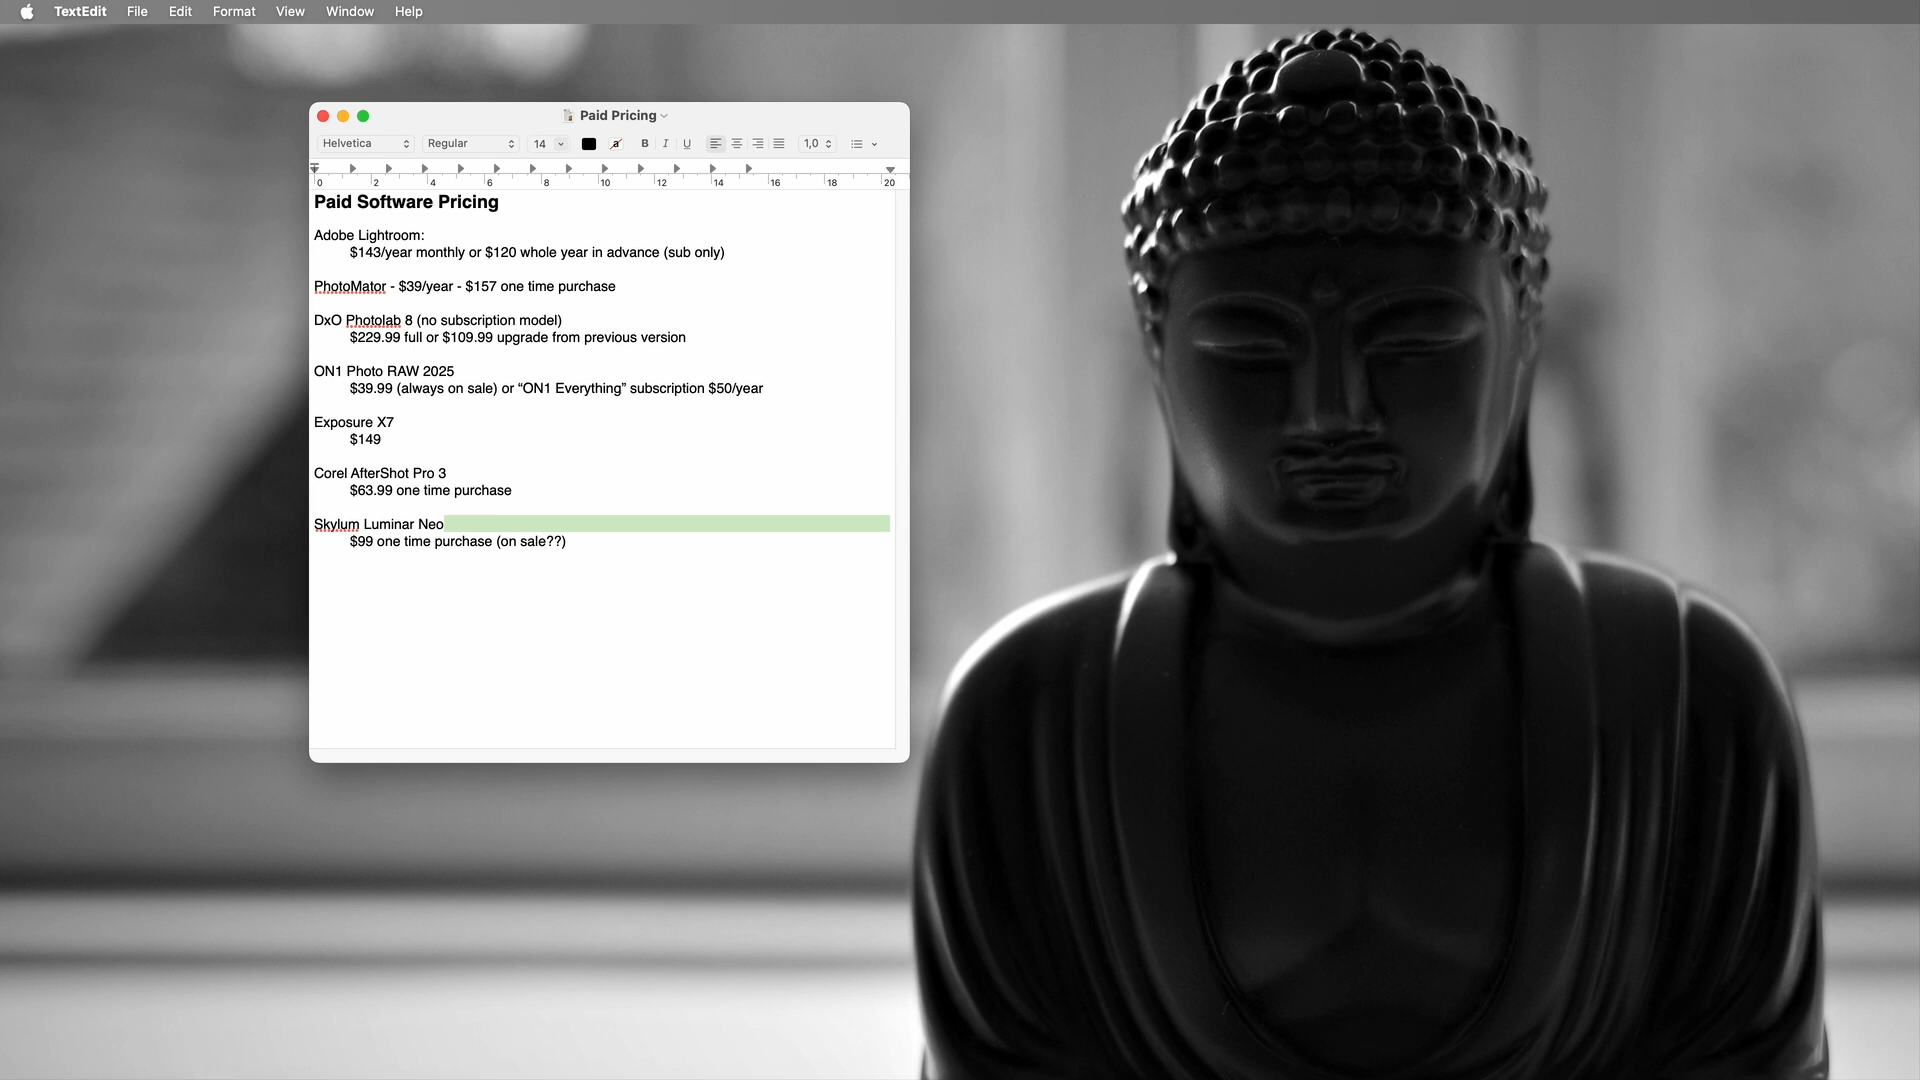 TextEdit File Edit Format View Window Help
Paid Pricing
Helvetica Regular 14 a B I U 1,0
0 2 4 6 8 10 12 14 16 18 20
Paid Software Pricing
Adobe Lightroom:
$143/year monthly or $120 whole year in advance (sub only)
PhotoMator - $39/year - $157 one time purchase
DxO Photolab 8 (no subscription model)
$229.99 full or $109.99 upgrade from previous version
ON1 Photo RAW 2025
$39.99 (always on sale) or “ON1 Everything” subscription $50/year
Exposure X7
$149
Corel AfterShot Pro 3
$63.99 one time purchase
Skylum Luminar Neo
$99 one time purchase (on sale??)